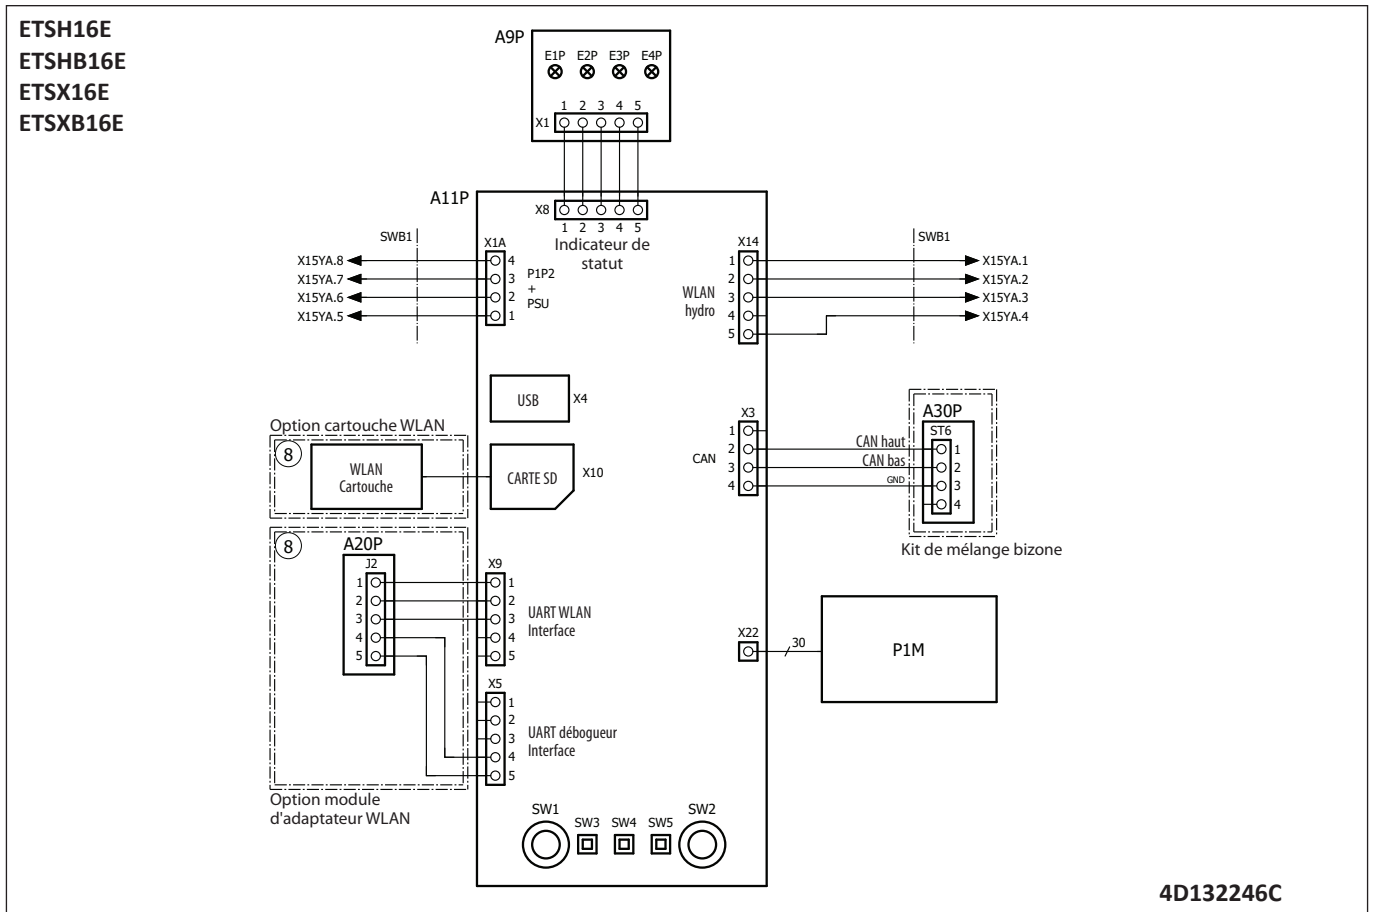 ETSH16E
ETSHB16E
ETSX16E
ETSXB16E
A9P
E1P E2P E3P E4P
1 2 3 4 5
X1
A11P
X8
1 2 3 4 5
Indicateur de
statut
SWB1
X1A
X15YA.8
4
X15YA.7
3
X15YA.6
2
X15YA.5
1
P1P2
+
PSU
X14
SWB1
1
X15YA.1
2
X15YA.2
3
X15YA.3
4
X15YA.4
5
WLAN
hydro
USB
X4
Option cartouche WLAN
8
WLAN
Cartouche
CARTE SD
X10
X3
1
2
3
4
CAN
CAN haut
CAN bas
GND
A30P
ST6
1
2
3
4
Kit de mélange bizone
8
A20P
J2
1
2
3
4
5
X9
1
2
3
4
5
UART WLAN
Interface
X5
1
2
3
4
5
UART débogueur
Interface
Option module
d'adaptateur WLAN
X22
30
P1M
SW1
SW3 SW4 SW5
SW2
4D132246C